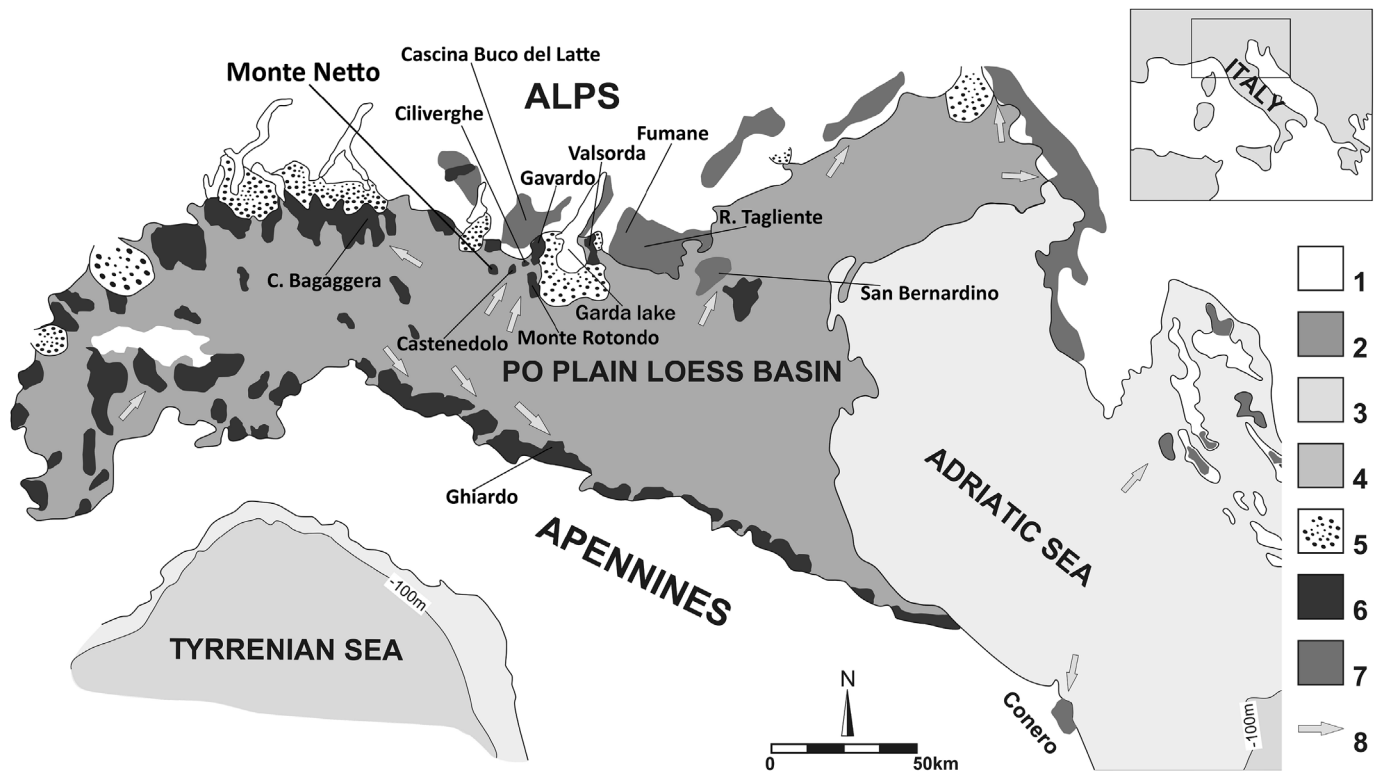 Cascina Buco del Latte
Monte Netto
ALPS
Ciliverghe
Fumane
Valsorda
Gavardo
R. Tagliente
C. Bagaggera
San Bernardino
Garda lake
Castenedolo
Monte Rotondo
PO PLAIN LOESS BASIN
Ghiardo
ADRIATIC SEA
APENNINES
-100m
TYRRENIAN SEA
N
Conero
-100m
0
50km
ITALY
1
2
3
4
5
6
7
8